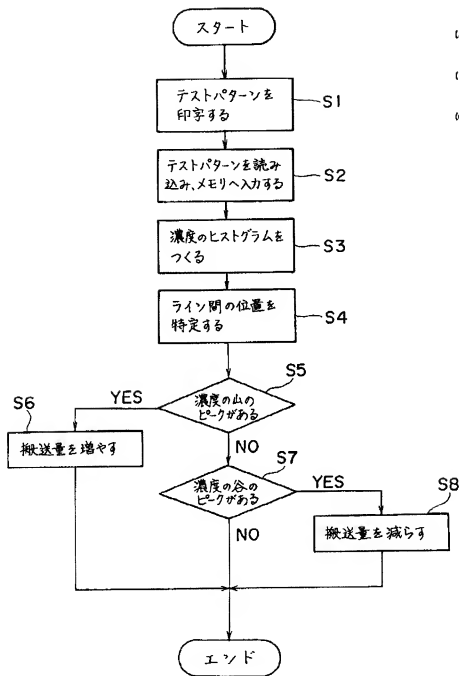 スタート
テストパターンを
印字する
S1
テストパターンを読み
込み、メモリへ入力する
S2
濃度のヒストグラムを
つくる
S3
ライン間の位置を
特定する
S4
S5
濃度の山の
ピークがある
YES
NO
S6
搬送量を増やす
S7
濃度の谷の
ピークがある
YES
NO
S8
搬送量を減らす
エンド